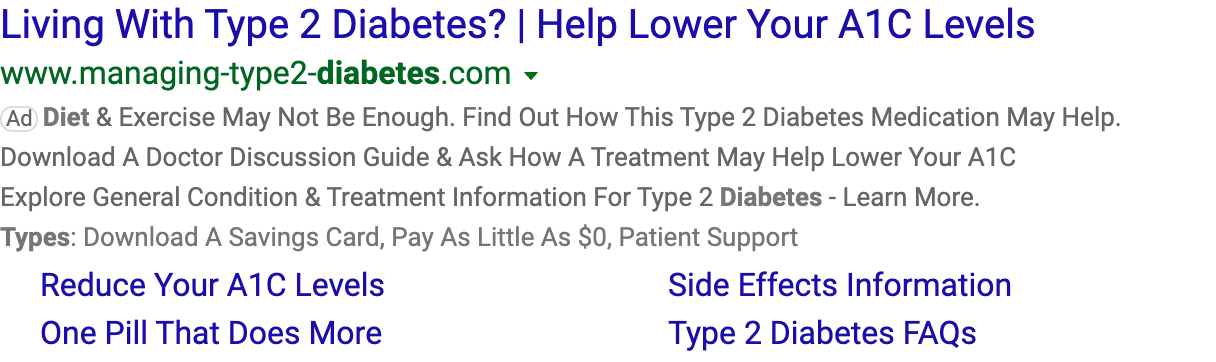 Living With Type 2 Diabetes? | Help Lower Your A1C Levels
www.managing-type2-diabetes.com
Ad Diet & Exercise May Not Be Enough. Find Out How This Type 2 Diabetes Medication May Help.
Download A Doctor Discussion Guide & Ask How A Treatment May Help Lower Your A1C
Explore General Condition & Treatment Information For Type 2 Diabetes - Learn More.
Types: Download A Savings Card, Pay As Little As $0, Patient Support
Reduce Your A1C Levels Side Effects Information
One Pill That Does More Type 2 Diabetes FAQs